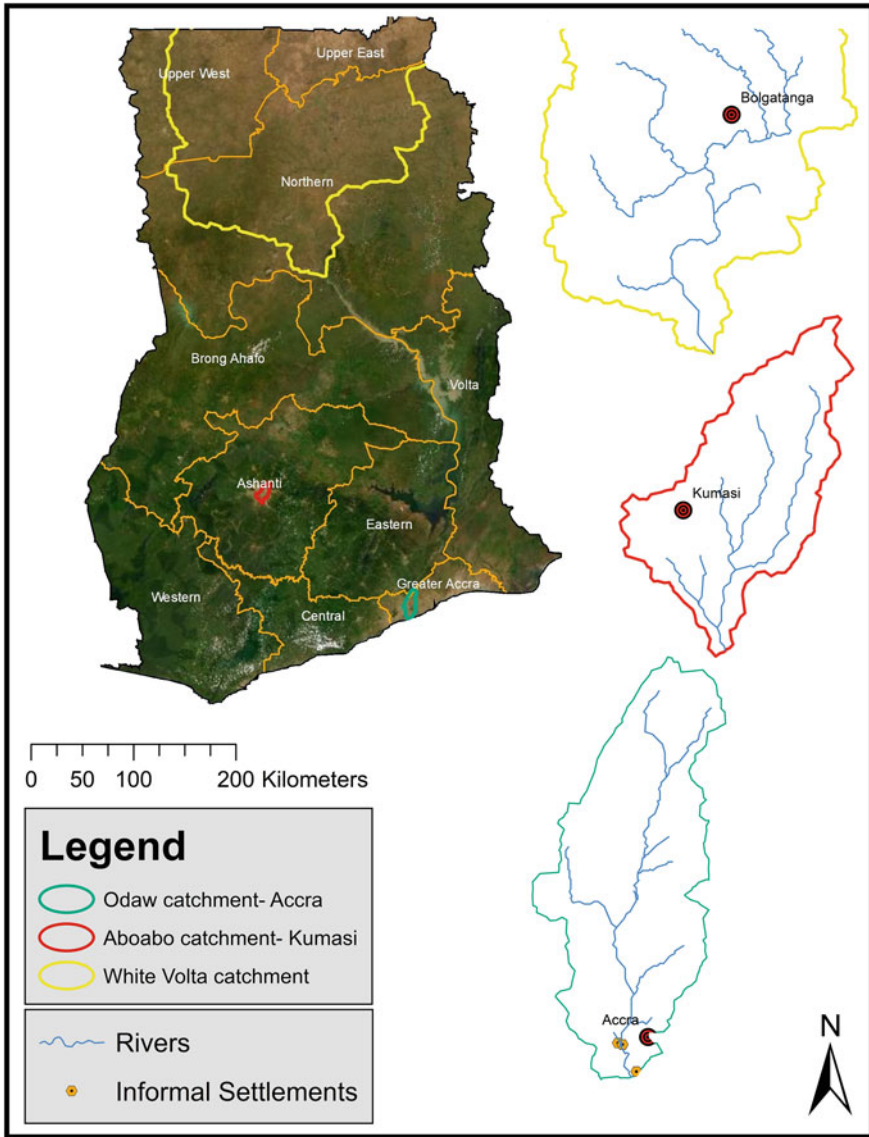 Upper East
Upper West
Northern
Brong Ahafo
Volta
Ashanti
Eastern
Greater Accra
Western
Central
Bolgatanga
Kumasi
Accra
0 50 100 200 Kilometers
Legend
Odaw catchment- Accra
Aboabo catchment- Kumasi
White Volta catchment
Rivers
Informal Settlements
N